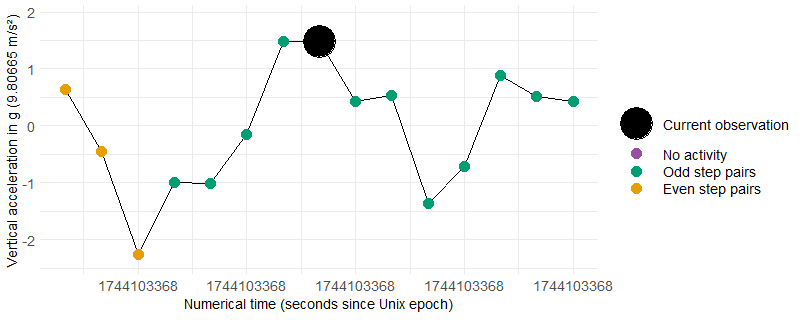 Vertical acceleration in g (9.80665 m/s²)
2
1
0
-1
-2
1744103368 1744103368 1744103368 1744103368 1744103368
Numerical time (seconds since Unix epoch)
Current observation
No activity
Odd step pairs
Even step pairs